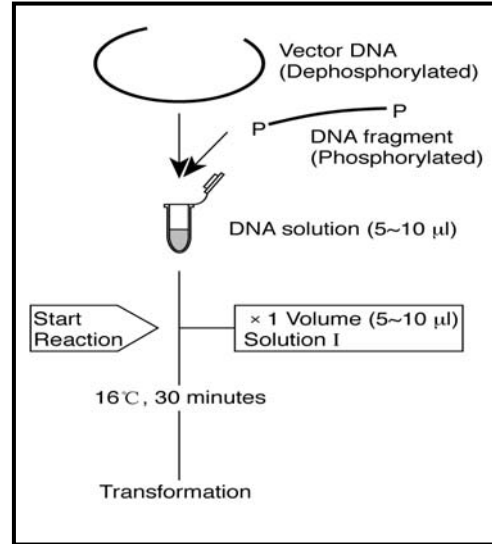 Vector DNA
(Dephosphorylated)
P
P
DNA fragment
(Phosphorylated)
DNA solution (5~10 µl)
Start
Reaction
× 1 Volume (5~10 µl)
Solution I
16℃, 30 minutes
Transformation